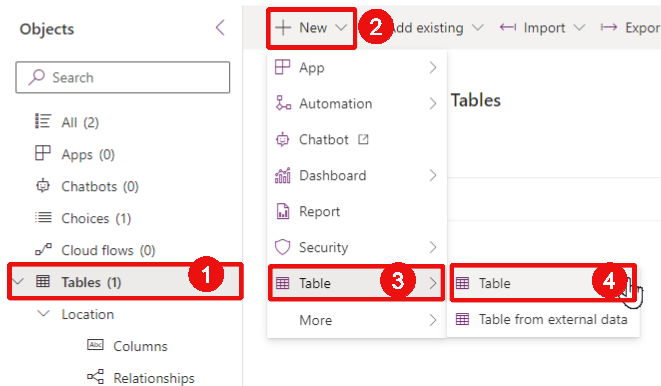 Objects
Search
All (2)
Apps (0)
Chatbots (0)
Choices (1)
Cloud flows (0)
Tables (1)
1
Location
Abc
Columns
Relationships
New
2
Add existing
Import
Expor
App
Automation
Chatbot
Dashboard
Report
Security
Table
3
More
Tables
Table
4
Table from external data